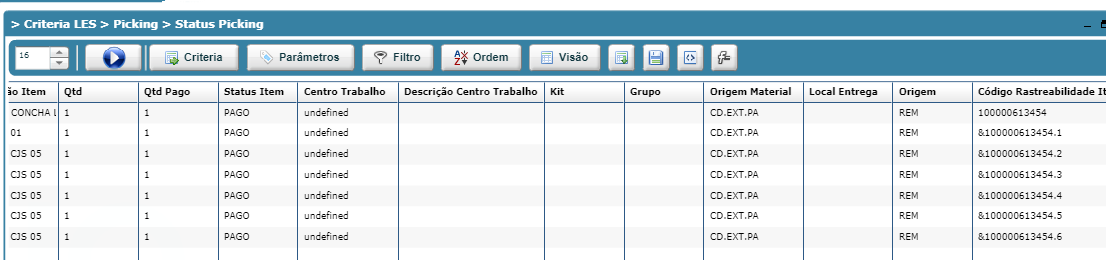 > Criteria LES > Picking > Status Picking
16 Criteria Parâmetros Filtro Ordem Visão
ão Item Qtd Qtd Pago Status Item Centro Trabalho Descrição Centro Trabalho Kit Grupo Origem Material Local Entrega Origem Código Rastreabilidade It
CONCHA L 1 1 PAGO undefined CD.EXT.PA REM 100000613454
01 1 1 PAGO undefined CD.EXT.PA REM &100000613454.1
CJS 05 1 1 PAGO undefined CD.EXT.PA REM &100000613454.2
CJS 05 1 1 PAGO undefined CD.EXT.PA REM &100000613454.3
CJS 05 1 1 PAGO undefined CD.EXT.PA REM &100000613454.4
CJS 05 1 1 PAGO undefined CD.EXT.PA REM &100000613454.5
CJS 05 1 1 PAGO undefined CD.EXT.PA REM &100000613454.6